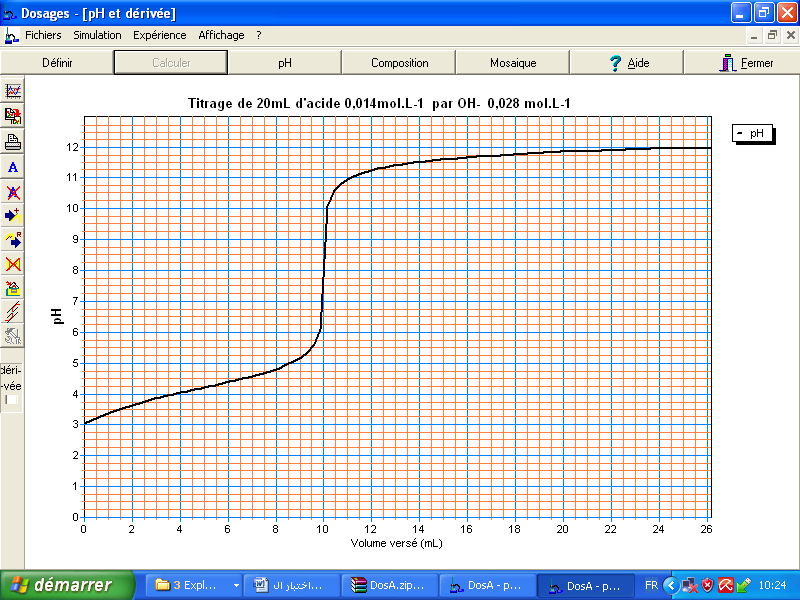 Dosages - [pH et dérivée]
Fichiers Simulation Expérience Affichage ?
Définir Calculer pH Composition Mosaique Aide Fermer
Titrage de 20mL d'acide 0,014mol.L-1 par OH- 0,028 mol.L-1
pH
12
11
10
9
8
7
6
5
4
3
2
1
0
pH
0 2 4 6 8 10 12 14 16 18 20 22 24 26
Volume versé (mL)
déri-
-vée
démarrer 3 Expl... اختبار ال... DosA.zip... DosA - p... DosA - p... FR 10:24